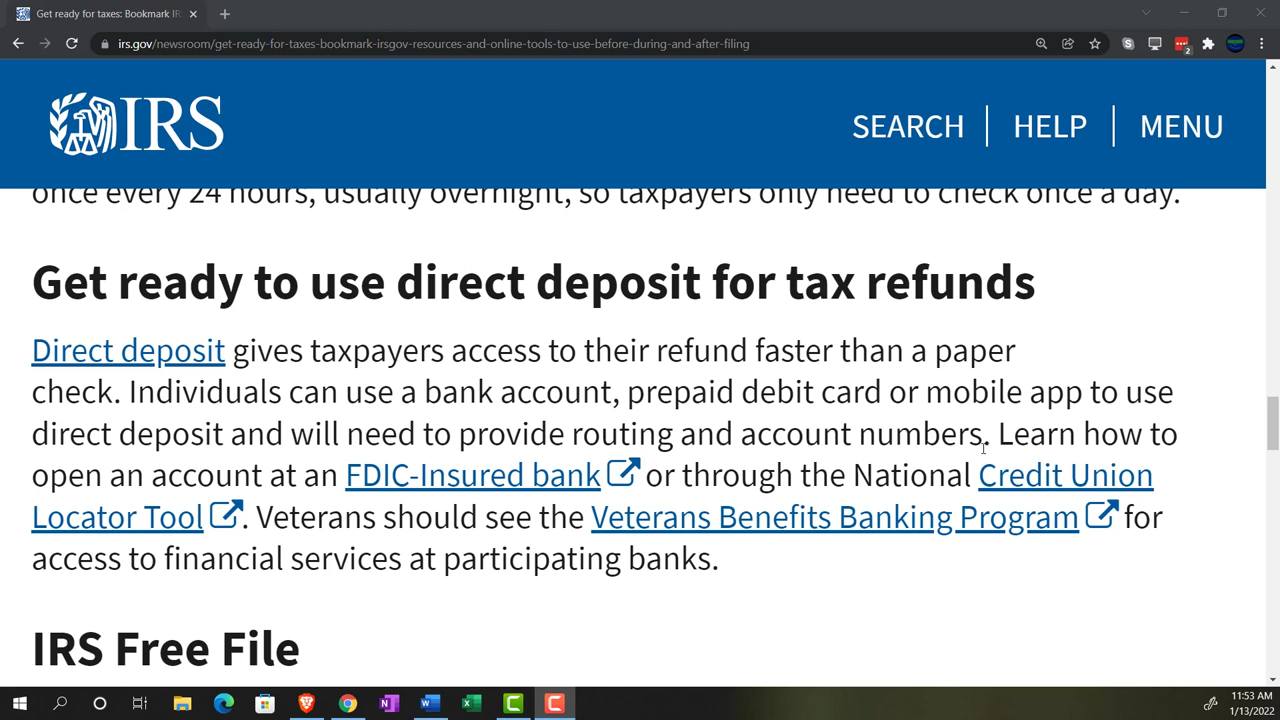 Get ready for taxes: Bookmark IR
irs.gov/newsroom/get-ready-for-taxes-bookmark-irsgov-resources-and-online-tools-to-use-before-during-and-after-filing
2
IRS
SEARCH HELP MENU
once every 24 hours, usually overnight, so taxpayers only need to check once a day.
Get ready to use direct deposit for tax refunds
Direct deposit gives taxpayers access to their refund faster than a paper
check. Individuals can use a bank account, prepaid debit card or mobile app to use
direct deposit and will need to provide routing and account numbers. Learn how to
open an account at an FDIC-Insured bank or through the National Credit Union
Locator Tool. Veterans should see the Veterans Benefits Banking Program for
access to financial services at participating banks.
IRS Free File
11:53 AM
1/13/2022